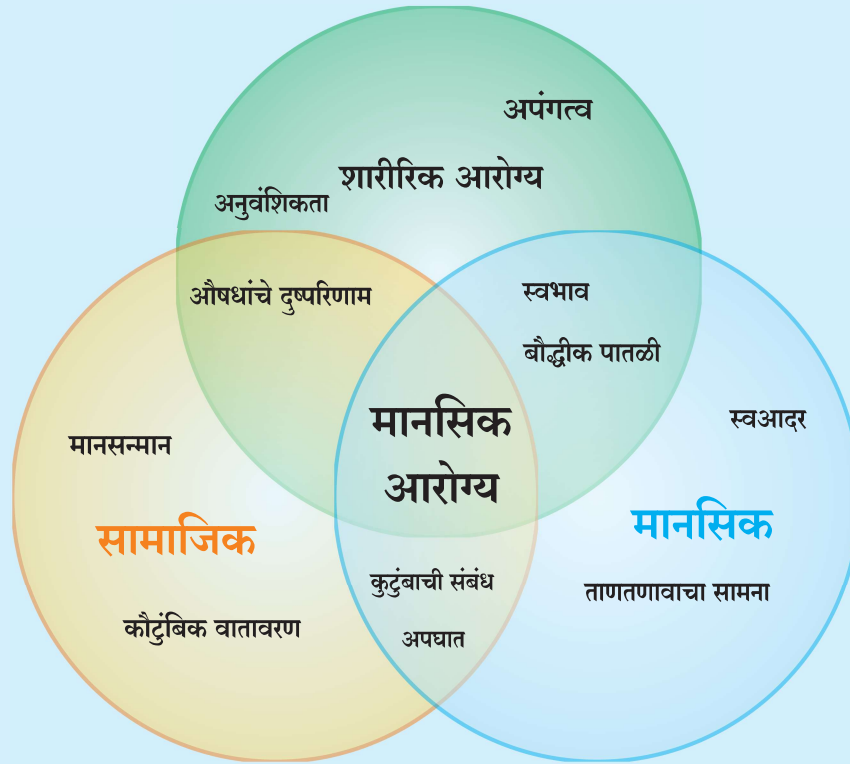 अपंगत्व
शारीरिक आरोग्य
अनुवंशिकता
औषधांचे दुष्परिणाम
स्वभाव
बौद्धीक पातळी
मानसिक
आरोग्य
स्वआदर
मानसन्मान
सामाजिक
मानसिक
कुटुंबाची संबंध
ताणतणावाचा सामना
कौटुंबिक वातावरण
अपघात